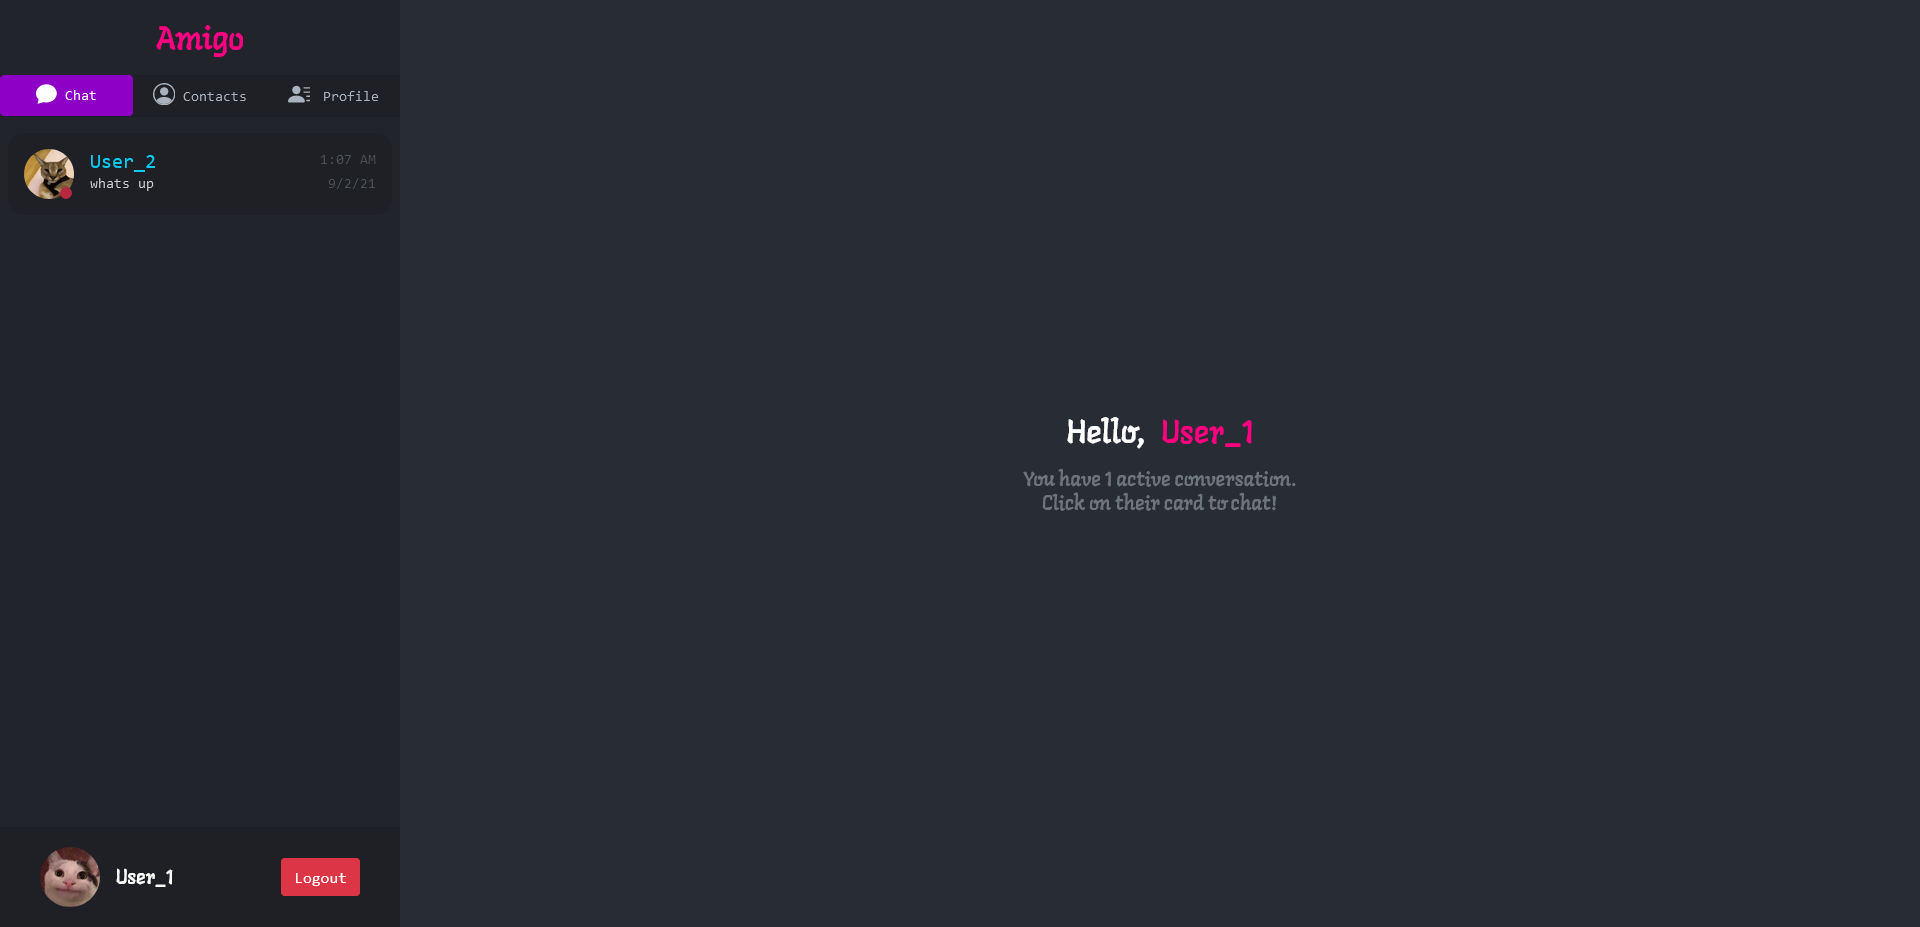 Amigo
Chat Contacts Profile
User_2 1:07 AM
whats up 9/2/21
Hello, User_1
You have 1 active conversation.
Click on their card to chat!
User_1 Logout